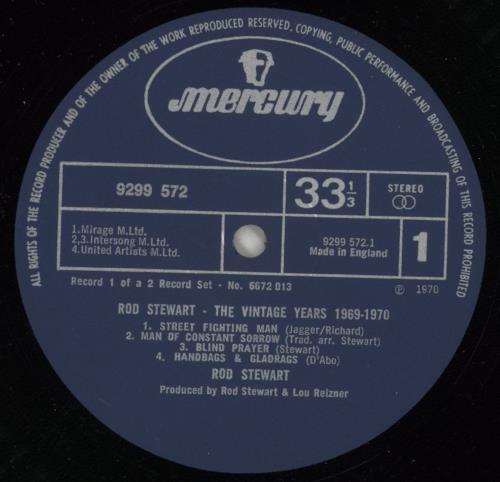 ALL RIGHTS OF THE RECORD PRODUCER AND OF THE OWNER OF THE WORK REPRODUCED RESERVED. COPYING, PUBLIC PERFORMANCE AND BROADCASTING OF THIS RECORD PROHIBITED
mercury
9299 572
33 1/3
STEREO
1.Mirage M.Ltd.
2,3.Intersong M.Ltd.
4.United Artists M.Ltd.
9299 572.1
Made in England
1
Record 1 of a 2 Record Set - No. 6672 013
℗ 1970
ROD STEWART - THE VINTAGE YEARS 1969-1970
1. STREET FIGHTING MAN (Jagger/Richard)
2. MAN OF CONSTANT SORROW (Trad. arr. Stewart)
3. BLIND PRAYER (Stewart)
4. HANDBAGS & GLADRAGS (D'Abo)
ROD STEWART
Produced by Rod Stewart & Lou Reizner